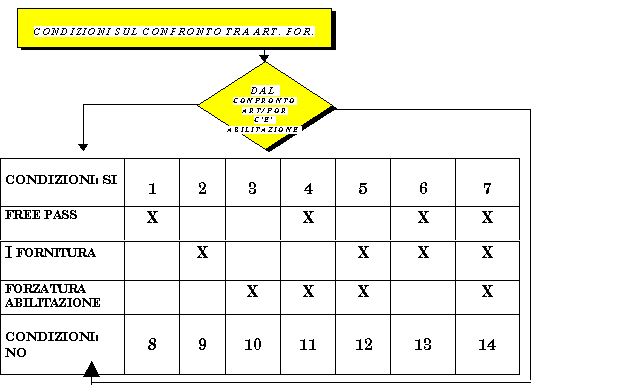 CONDIZIONI SUL CONFRONTO TRA ART. FOR.
DAL
CONFRONTO
ART/FOR
C'E'
ABILITAZIONE
CONDIZIONI: SI 1 2 3 4 5 6 7
FREE PASS X X X X
I FORNITURA X X X X
FORZATURA
ABILITAZIONE X X X X
CONDIZIONI:
NO 8 9 10 11 12 13 14